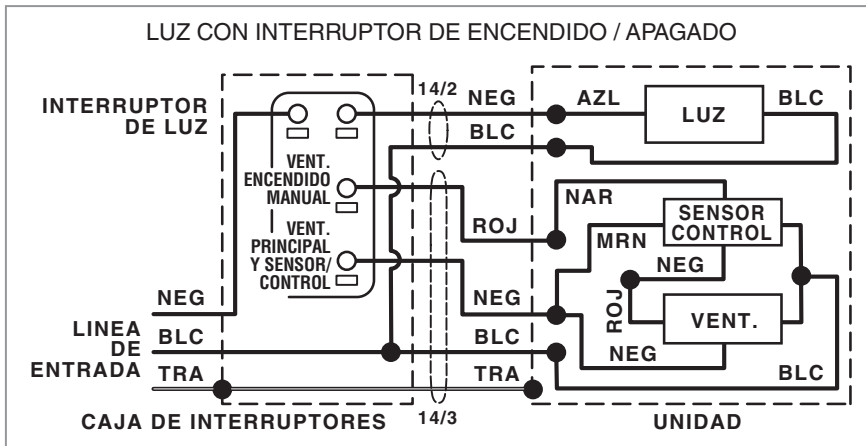 LUZ CON INTERRUPTOR DE ENCENDIDO / APAGADO
INTERRUPTOR
DE LUZ
14/2
NEG
BLC
AZL
LUZ
BLC
VENT.
ENCENDIDO
MANUAL
VENT.
PRINCIPAL
Y SENSOR/
CONTROL
ROJ
NAR
MRN
SENSOR
CONTROL
NEG
ROJ
VENT.
NEG
NEG
NEG
LINEA
DE
ENTRADA
BLC
BLC
BLC
TRA
TRA
CAJA DE INTERRUPTORES
14/3
UNIDAD